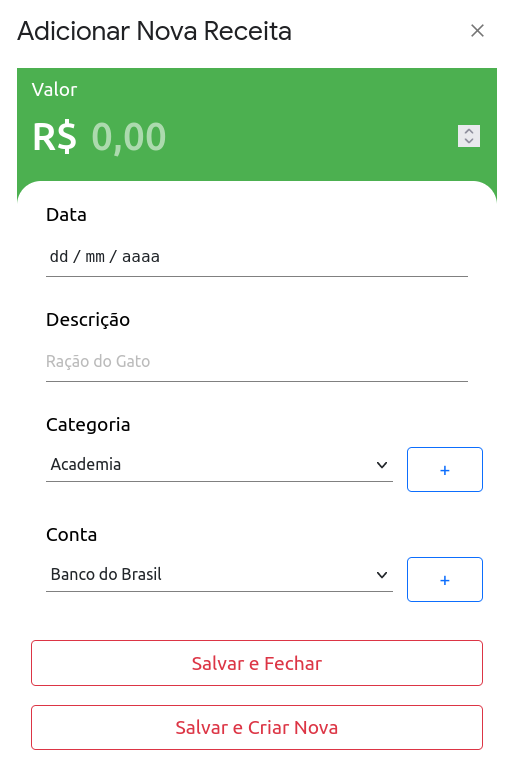 Adicionar Nova Receita
Valor
R$ 0,00
Data
dd / mm / aaaa
Descrição
Ração do Gato
Categoria
Academia
+
Conta
Banco do Brasil
+
Salvar e Fechar
Salvar e Criar Nova